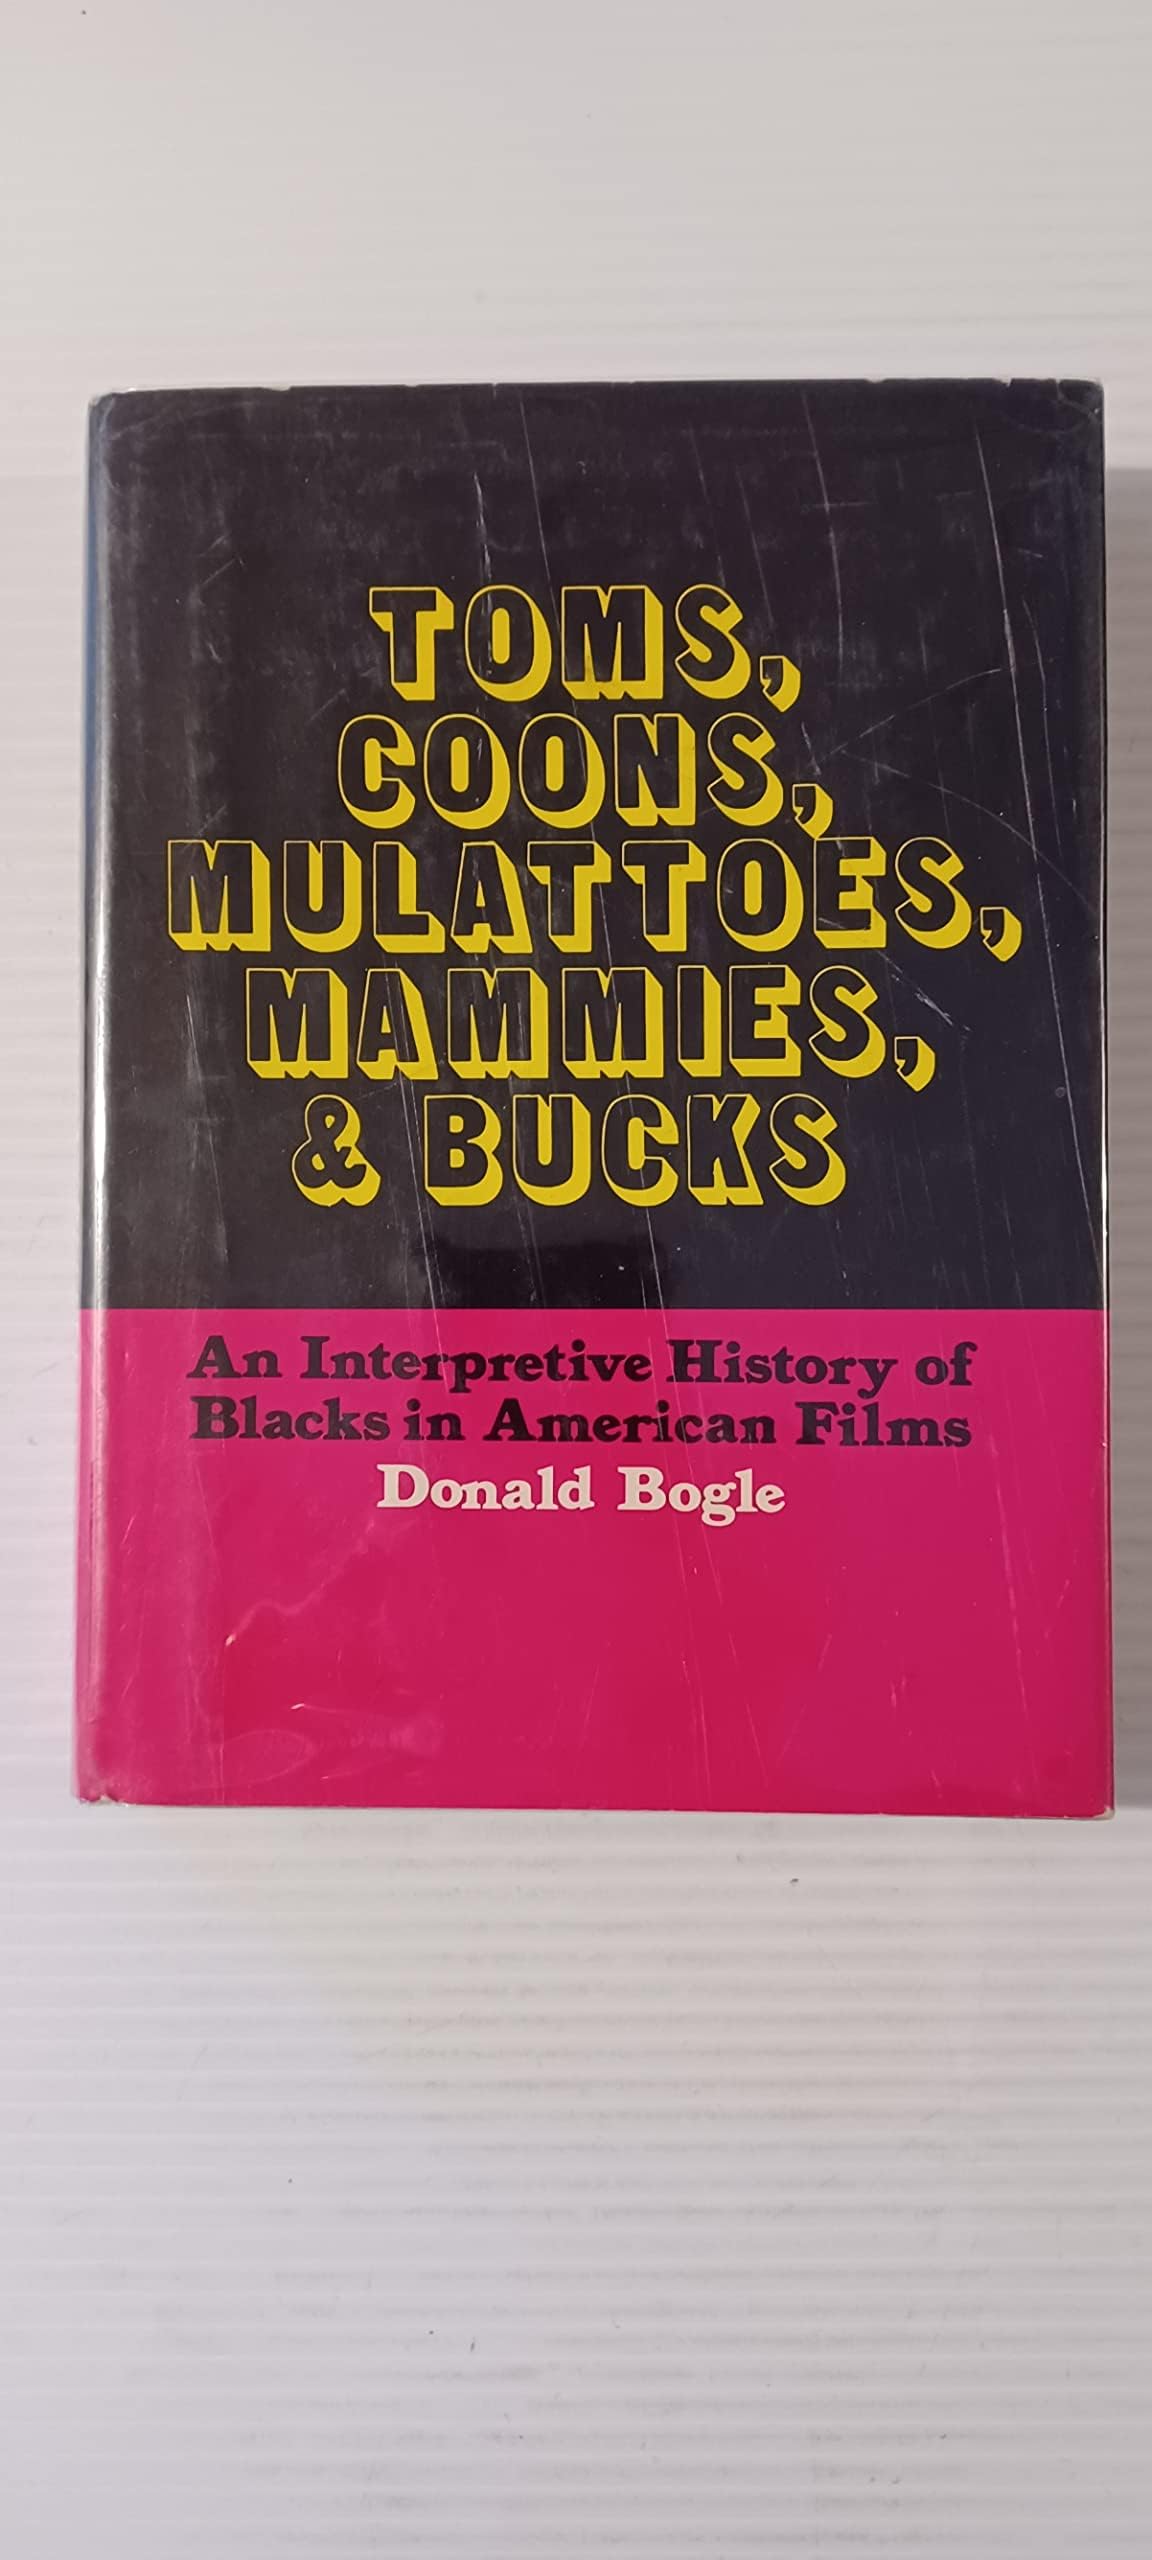 TOMS,
COONS,
MULATTOES,
MAMMIES,
& BUCKS
An Interpretive History of
Blacks in American Films
Donald Bogle